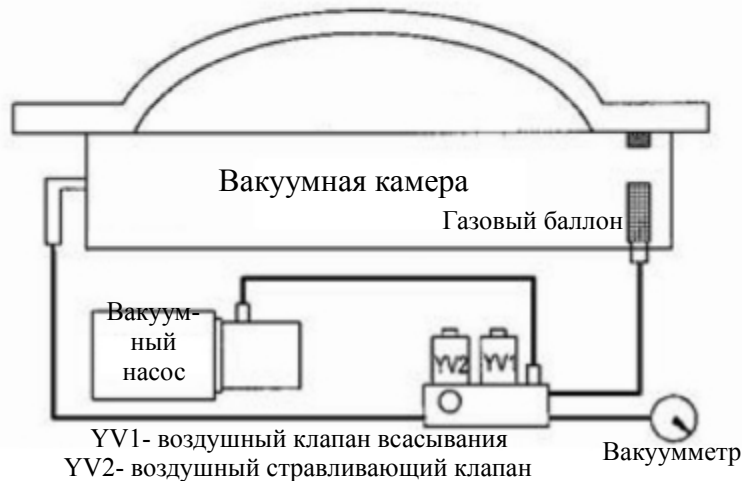 Вакуумная камера
Газовый баллон
Вакуум-
ный
насос
YV2 YV1
YV1- воздушный клапан всасывания
YV2- воздушный стравливающий клапан
Вакуумметр